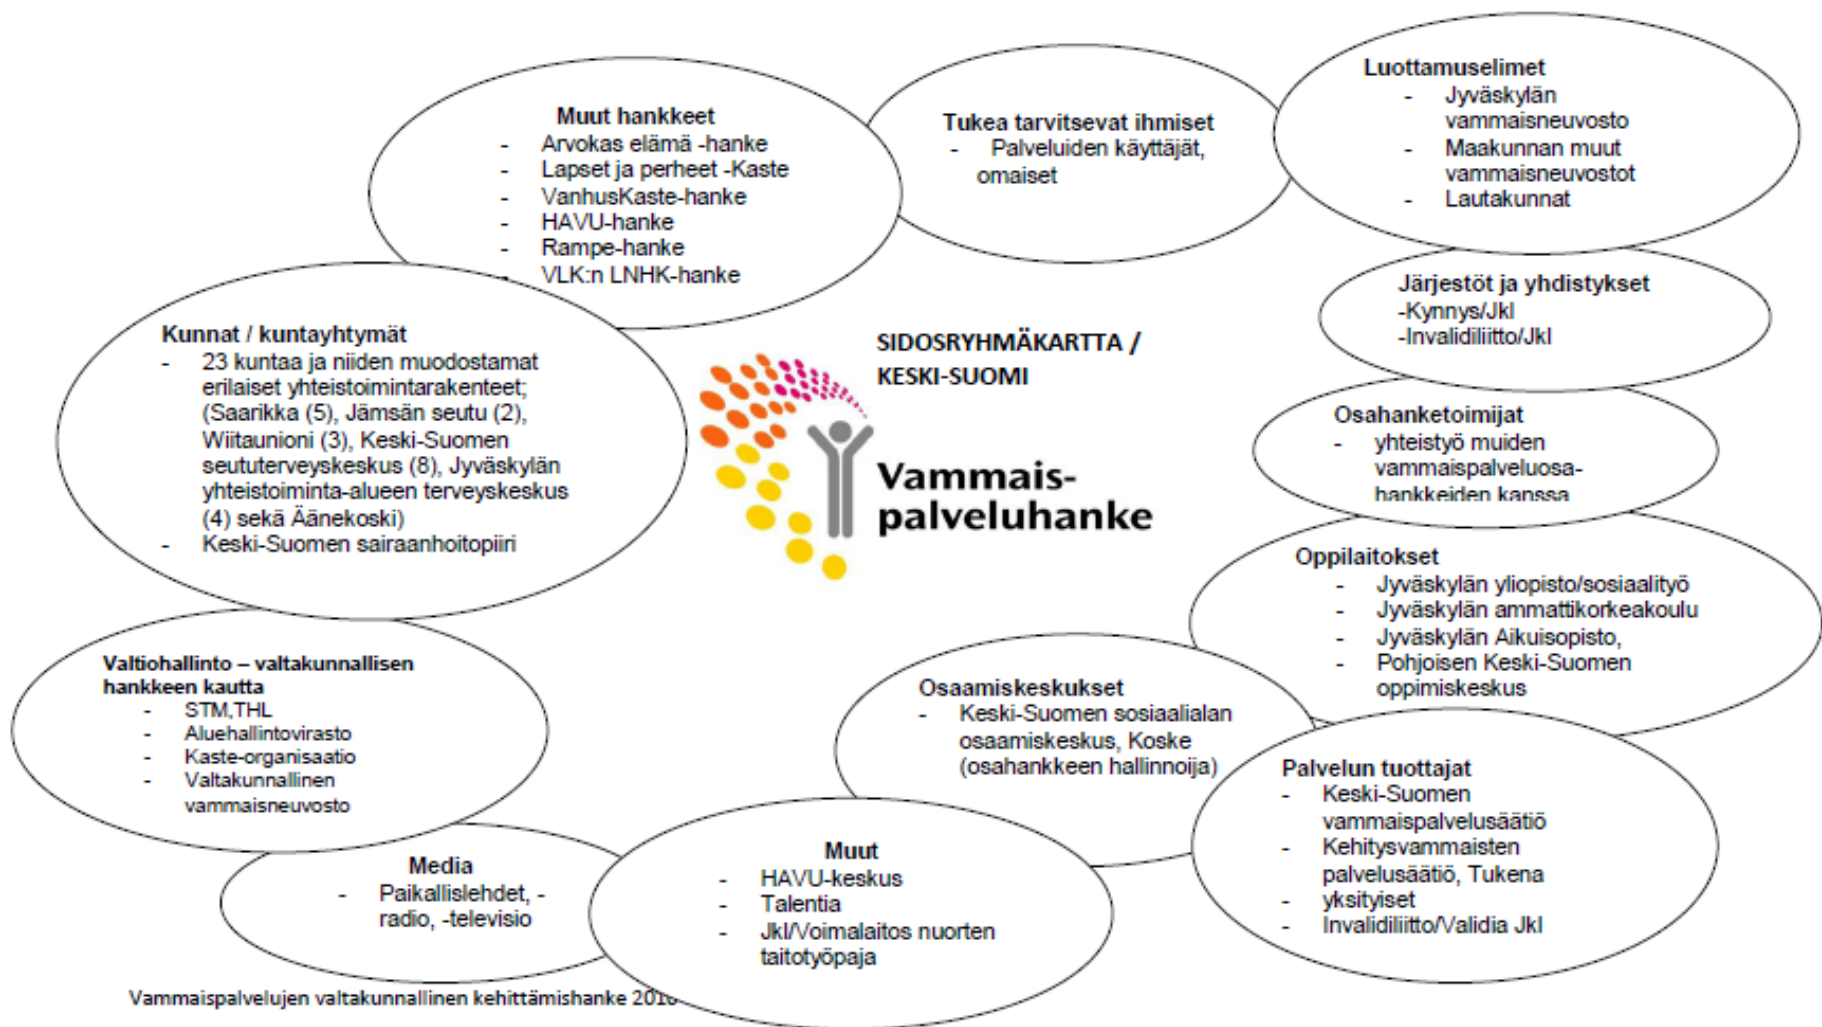 Muut hankkeet
- Arvokas elämä -hanke
- Lapset ja perheet -Kaste
- VanhusKaste-hanke
- HAVU-hanke
- Rampe-hanke
- VLK:n LNHK-hanke
Tukea tarvitsevat ihmiset
- Palveluiden käyttäjät,
omaiset
Luottamuselimet
- Jyväskylän
vammaisneuvosto
- Maakunnan muut
vammaisneuvostot
- Lautakunnat
Järjestöt ja yhdistykset
-Kynnys/Jkl
-Invalidiliitto/Jkl
Kunnat / kuntayhtymät
- 23 kuntaa ja niiden muodostamat
erilaiset yhteistoimintarakenteet;
(Saarikka (5), Jämsän seutu (2),
Wiitaunioni (3), Keski-Suomen
seututerveyskeskus (8), Jyväskylän
yhteistoiminta-alueen terveyskeskus
(4) sekä Äänekoski)
- Keski-Suomen sairaanhoitopiiri
SIDOSRYHMÄKARTTA /
KESKI-SUOMI
Vammais-
palveluhanke
Osahanketoimijat
- yhteistyö muiden
vammaispalveluosa-
hankkeiden kanssa
Oppilaitokset
- Jyväskylän yliopisto/sosiaalityö
- Jyväskylän ammattikorkeakoulu
- Jyväskylän Aikuisopisto,
- Pohjoisen Keski-Suomen
oppimiskeskus
Valtiohallinto – valtakunnallisen
hankkeen kautta
- STM,THL
- Aluehallintovirasto
- Kaste-organisaatio
- Valtakunnallinen
vammaisneuvosto
Osaamiskeskukset
- Keski-Suomen sosiaalialan
osaamiskeskus, Koske
(osahankkeen hallinnoija)
Palvelun tuottajat
- Keski-Suomen
vammaispalvelusäätiö
- Kehitysvammaisten
palvelusäätiö, Tukena
- yksityiset
- Invalidiliitto/Validia Jkl
Media
- Paikallislehdet, -
radio, -televisio
Muut
- HAVU-keskus
- Talentia
- Jkl/Voimalaitos nuorten
taitotyöpaja
Vammaispalvelujen valtakunnallinen kehittämishanke 2010